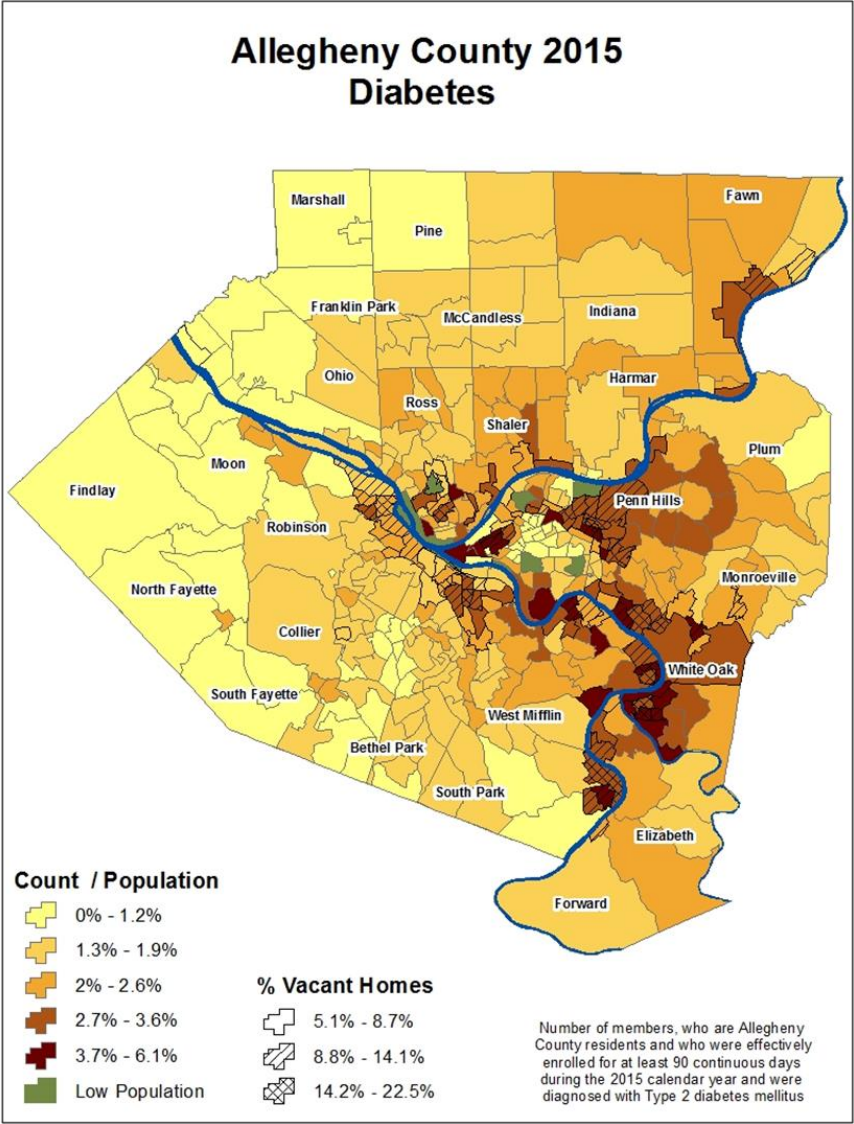 Allegheny County 2015
Diabetes
Fawn
Marshall
Pine
Franklin Park
McCandless
Indiana
Ohio
Harmar
Ross
Shaler
Plum
Moon
Findlay
Penn Hills
Robinson
Monroeville
North Fayette
Collier
White Oak
South Fayette
West Mifflin
Bethel Park
South Park
Elizabeth
Forward
Count / Population
0% - 1.2%
1.3% - 1.9%
2% - 2.6%
2.7% - 3.6%
3.7% - 6.1%
Low Population
% Vacant Homes
5.1% - 8.7%
8.8% - 14.1%
14.2% - 22.5%
Number of members, who are Allegheny
County residents and who were effectively
enrolled for at least 90 continuous days
during the 2015 calendar year and were
diagnosed with Type 2 diabetes mellitus